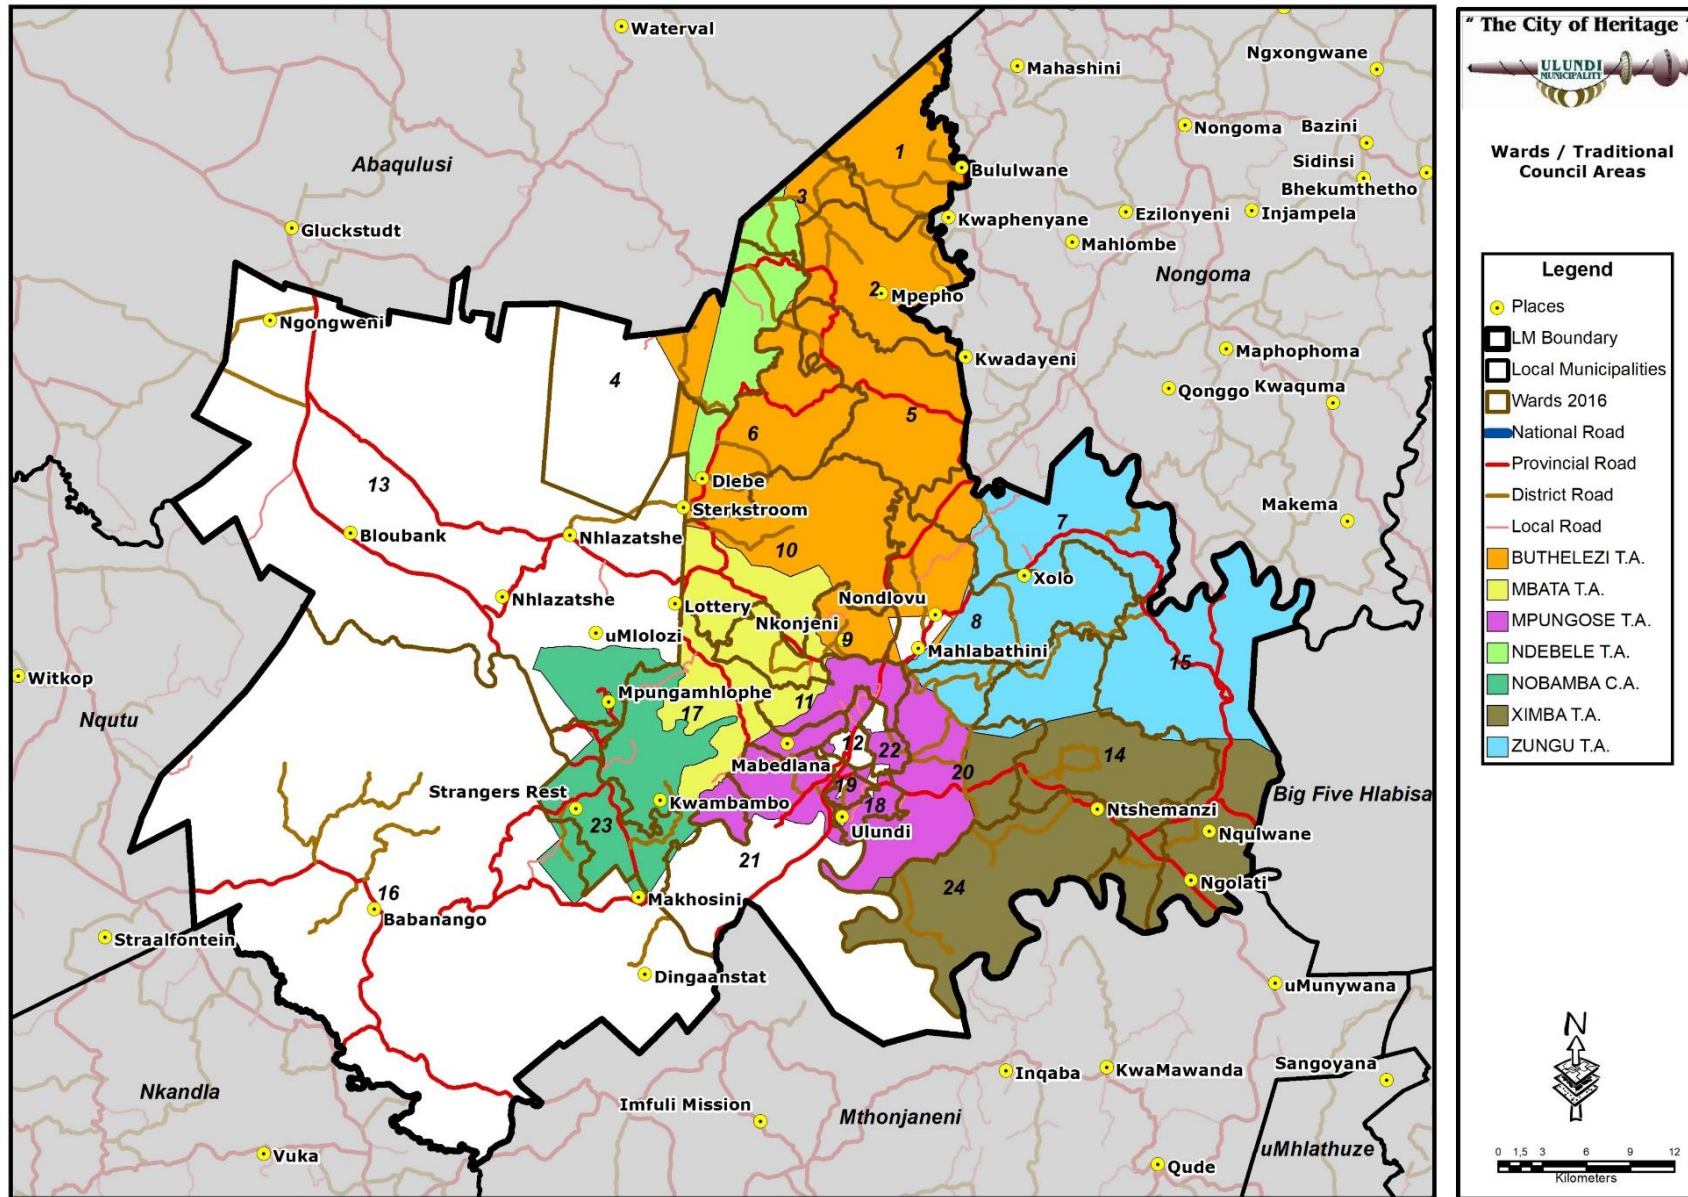 Waterval
Mahashini
Ngxongwane
Abaqulusi
1
Nongoma
Bazini
Bululwane
Sidinsi
Bhekumthetho
3
Gluckstudt
Kwaphenyane
Ezilonyeni
Injampela
Mahlombe
Nongoma
2
Mpepho
Ngongweni
Kwadayeni
Maphophoma
4
Qonggo
Kwaquma
5
6
13
Dlebe
Sterkstroom
Makema
Bloubank
Nhlazatshe
10
7
Xolo
Nhlazatshe
Lottery
Nondlovu
Nkonjeni
uMlolozi
9
8
Mahlabathini
Witkop
15
Mpungamhlophe
11
17
Nqutu
12
22
14
Mabedlana
20
19
Strangers Rest
Kwambambo
18
Ntshemanzi
Big Five Hlabisa
23
Ulundi
Nqulwane
21
24
Ngolati
16
Makhosini
Babanango
Straalfontein
Dingaanstat
uMunywana
Inqaba
KwaMawanda
Sangoyana
Nkandla
Imfuli Mission
Mthonjaneni
uMhlathuze
Vuka
Qude
" The City of Heritage "
ULUNDI
MUNICIPALITY
Wards / Traditional
Council Areas
Legend
Places
LM Boundary
Local Municipalities
Wards 2016
National Road
Provincial Road
District Road
Local Road
BUTHELEZI T.A.
MBATA T.A.
MPUNGOSE T.A.
NDEBELE T.A.
NOBAMBA C.A.
XIMBA T.A.
ZUNGU T.A.
N
0 1,5 3 6 9 12
Kilometers